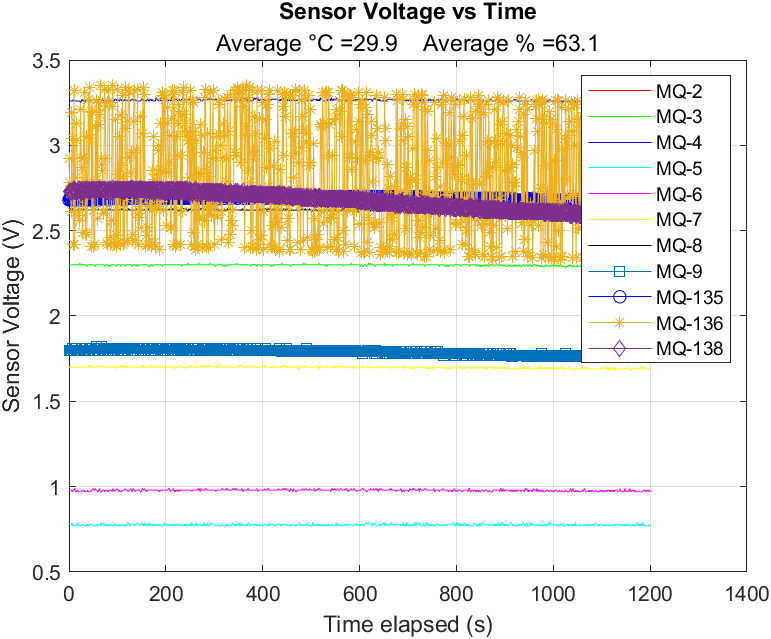 Sensor Voltage vs Time
Average °C =29.9 Average % =63.1
3.5
3
2.5
2
1.5
1
0.5
Sensor Voltage (V)
MQ-2
MQ-3
MQ-4
MQ-5
MQ-6
MQ-7
MQ-8
MQ-9
MQ-135
MQ-136
MQ-138
0 200 400 600 800 1000 1200 1400
Time elapsed (s)